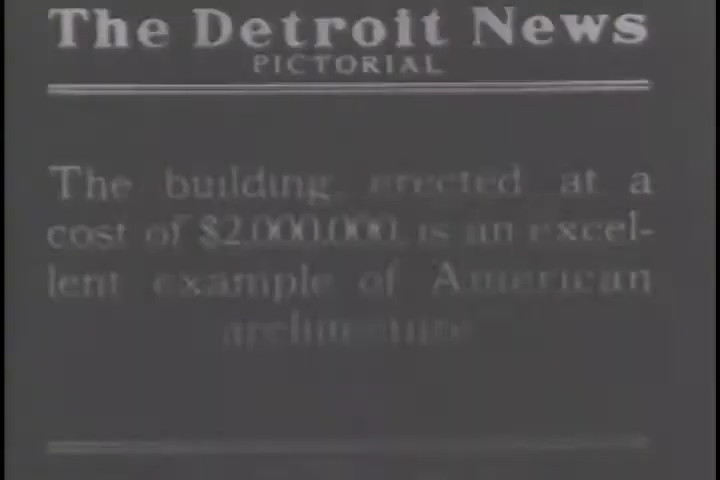 The Detroit News
PICTORIAL
The building, erected at a
cost of $2,000,000, is an excel-
lent example of American
architecture